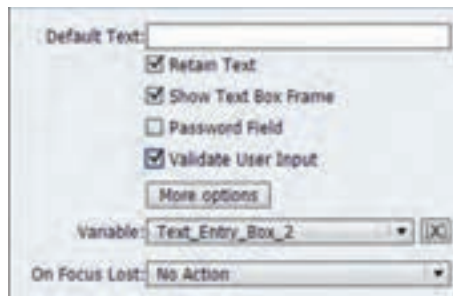 Default Text:
Retain Text
Show Text Box Frame
Password Field
Validate User Input
More options
Variable: Text_Entry_Box_2 [X]
On Focus Lost: No Action